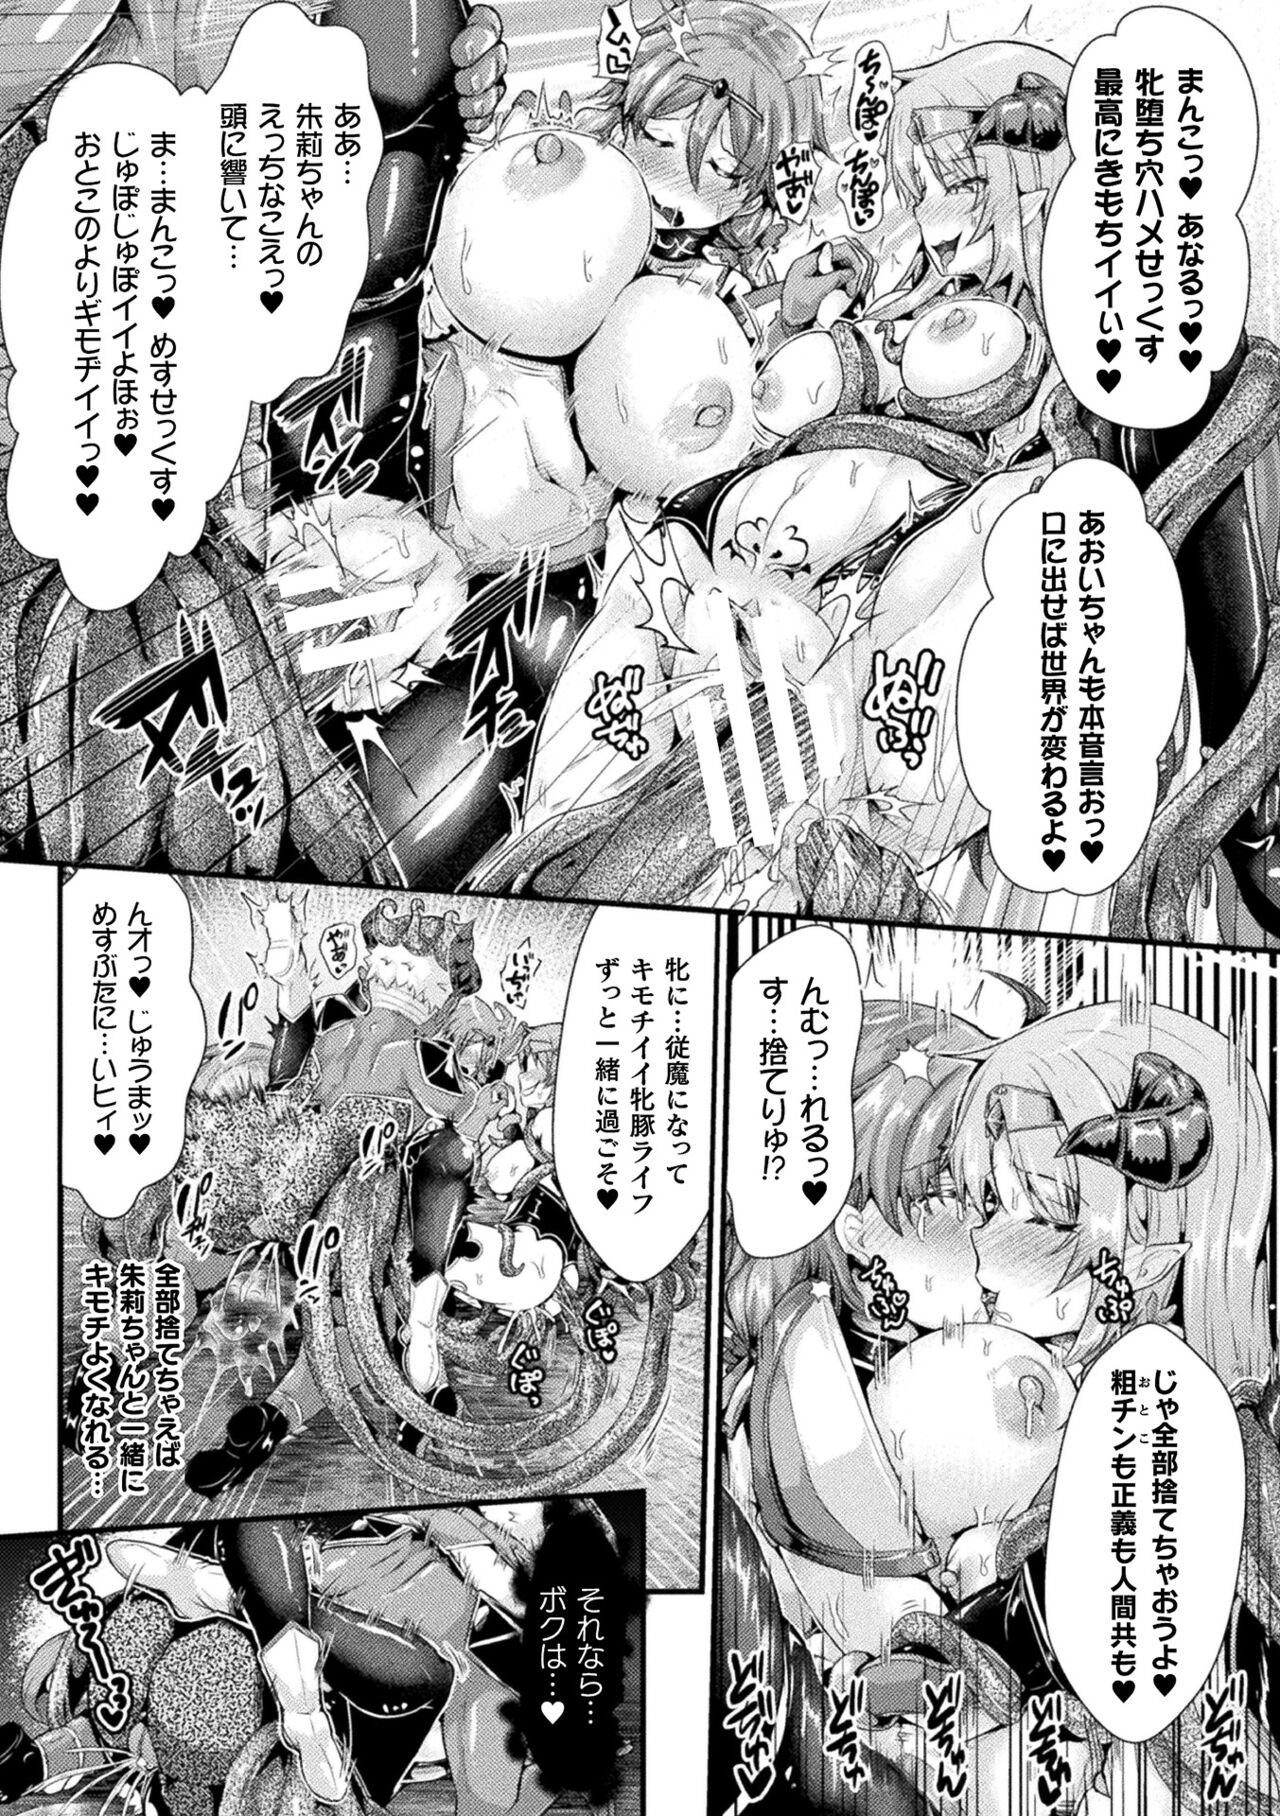 まんこっ♥ あなるっ♥♥
牝堕ち穴ハメせっくす
最高にきもちイイぃ♥♥
ち〜んぽ♥
ちんぽっ♥
やぁお♥
あおいちゃんも本音言おっ♥
口に出せば世界が変わるよ♥
ああ…
朱莉ちゃんの
えっちなこえっ♥
頭に響いて…
ま…まんこっ♥ めすせっくす♥
じゅぽじゅぽイイよほぉ♥
おとこのよりギモヂイイっ♥♥
んむっ…れるっ♥
す…捨てりゅ!?
じゃ全部捨てちゃおうよ♥
粗チンも正義も人間共も♥
おとこ
牝に…従魔になって
キモチイイ牝豚ライフ
ずっと一緒に過ごそ♥
んオっ♥ じゅうまッ♥
めすぶたに…いヒィ♥
全部捨てちゃえば
朱莉ちゃんと一緒に
キモチよくなれる…
それなら…
ボクは…♥